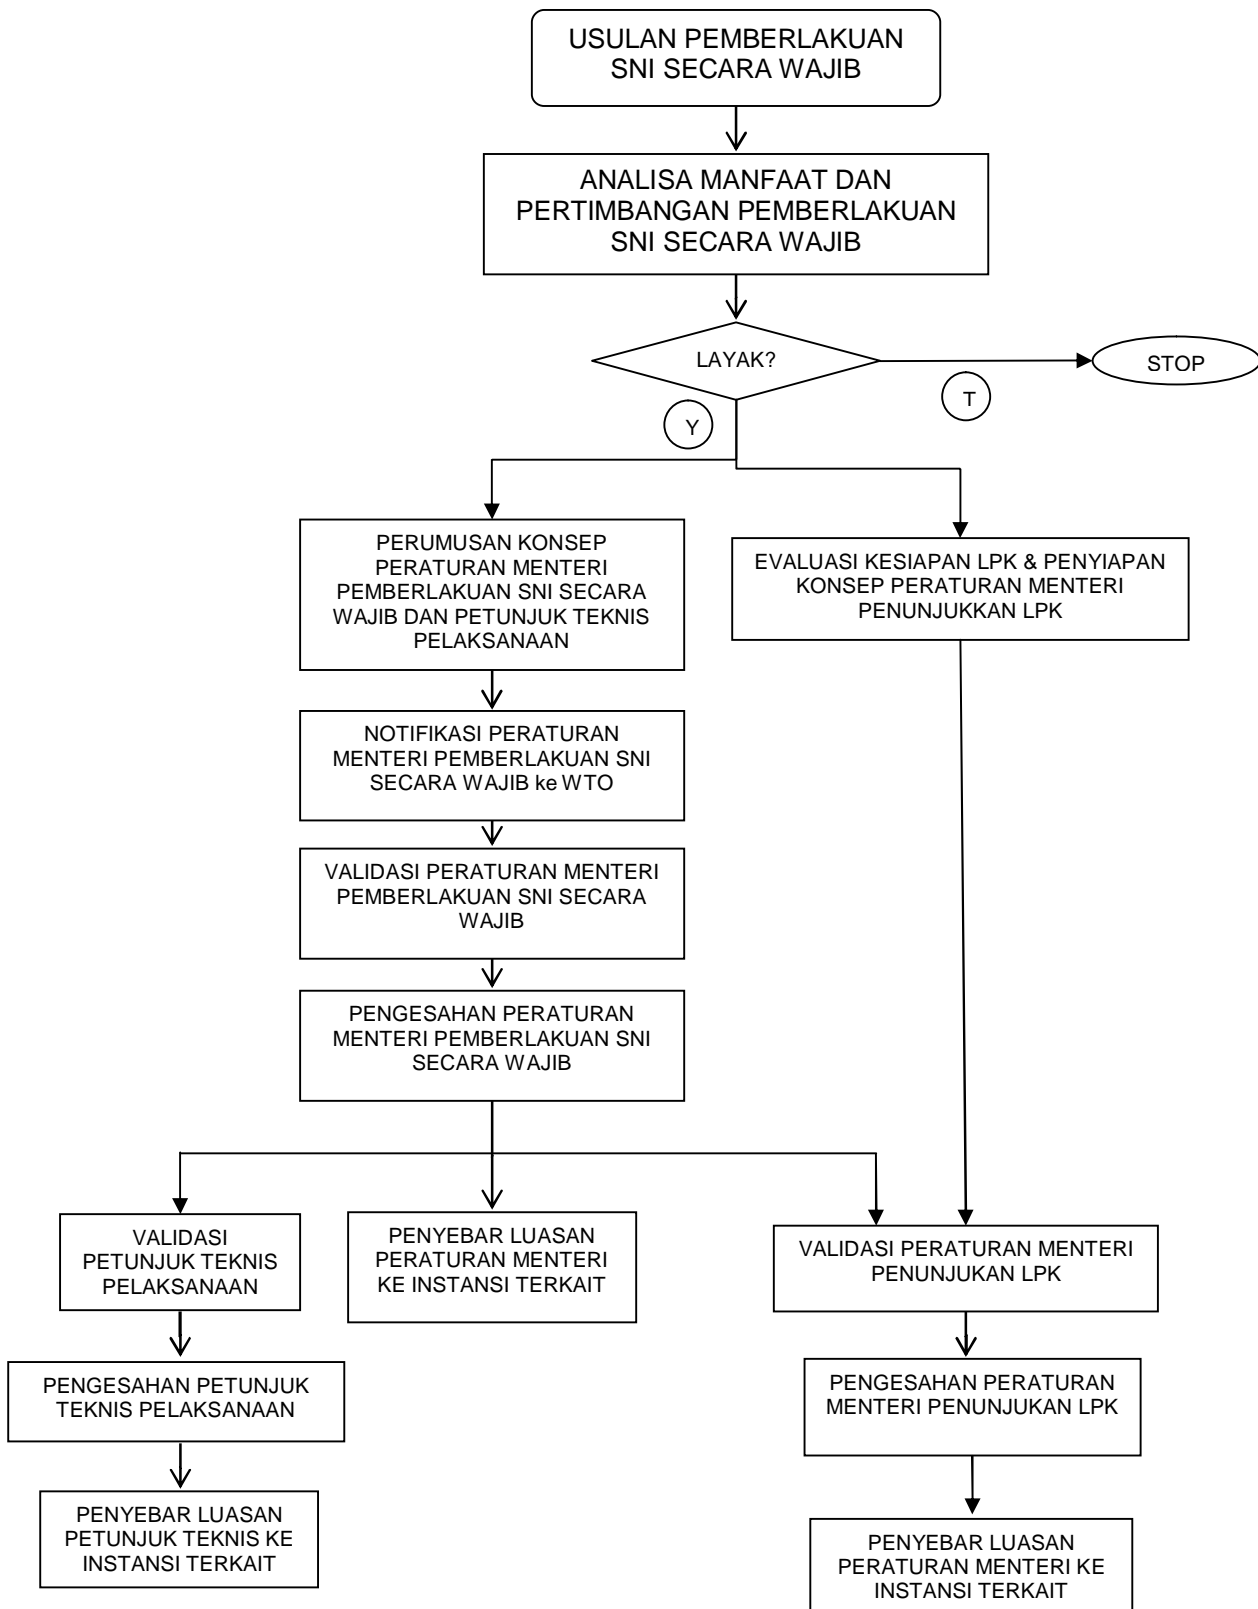 USULAN PEMBERLAKUAN
SNI SECARA WAJIB
ANALISA MANFAAT DAN
PERTIMBANGAN PEMBERLAKUAN
SNI SECARA WAJIB
LAYAK?
STOP
T
Y
PERUMUSAN KONSEP
PERATURAN MENTERI
PEMBERLAKUAN SNI SECARA
WAJIB DAN PETUNJUK TEKNIS
PELAKSANAAN
EVALUASI KESIAPAN LPK & PENYIAPAN
KONSEP PERATURAN MENTERI
PENUNJUKKAN LPK
NOTIFIKASI PERATURAN
MENTERI PEMBERLAKUAN SNI
SECARA WAJIB ke WTO
VALIDASI PERATURAN MENTERI
PEMBERLAKUAN SNI SECARA
WAJIB
PENGESAHAN PERATURAN
MENTERI PEMBERLAKUAN SNI
SECARA WAJIB
VALIDASI
PETUNJUK TEKNIS
PELAKSANAAN
PENYEBAR LUASAN
PERATURAN MENTERI
KE INSTANSI TERKAIT
VALIDASI PERATURAN MENTERI
PENUNJUKAN LPK
PENGESAHAN PETUNJUK
TEKNIS PELAKSANAAN
PENGESAHAN PERATURAN
MENTERI PENUNJUKAN LPK
PENYEBAR LUASAN
PETUNJUK TEKNIS KE
INSTANSI TERKAIT
PENYEBAR LUASAN
PERATURAN MENTERI KE
INSTANSI TERKAIT